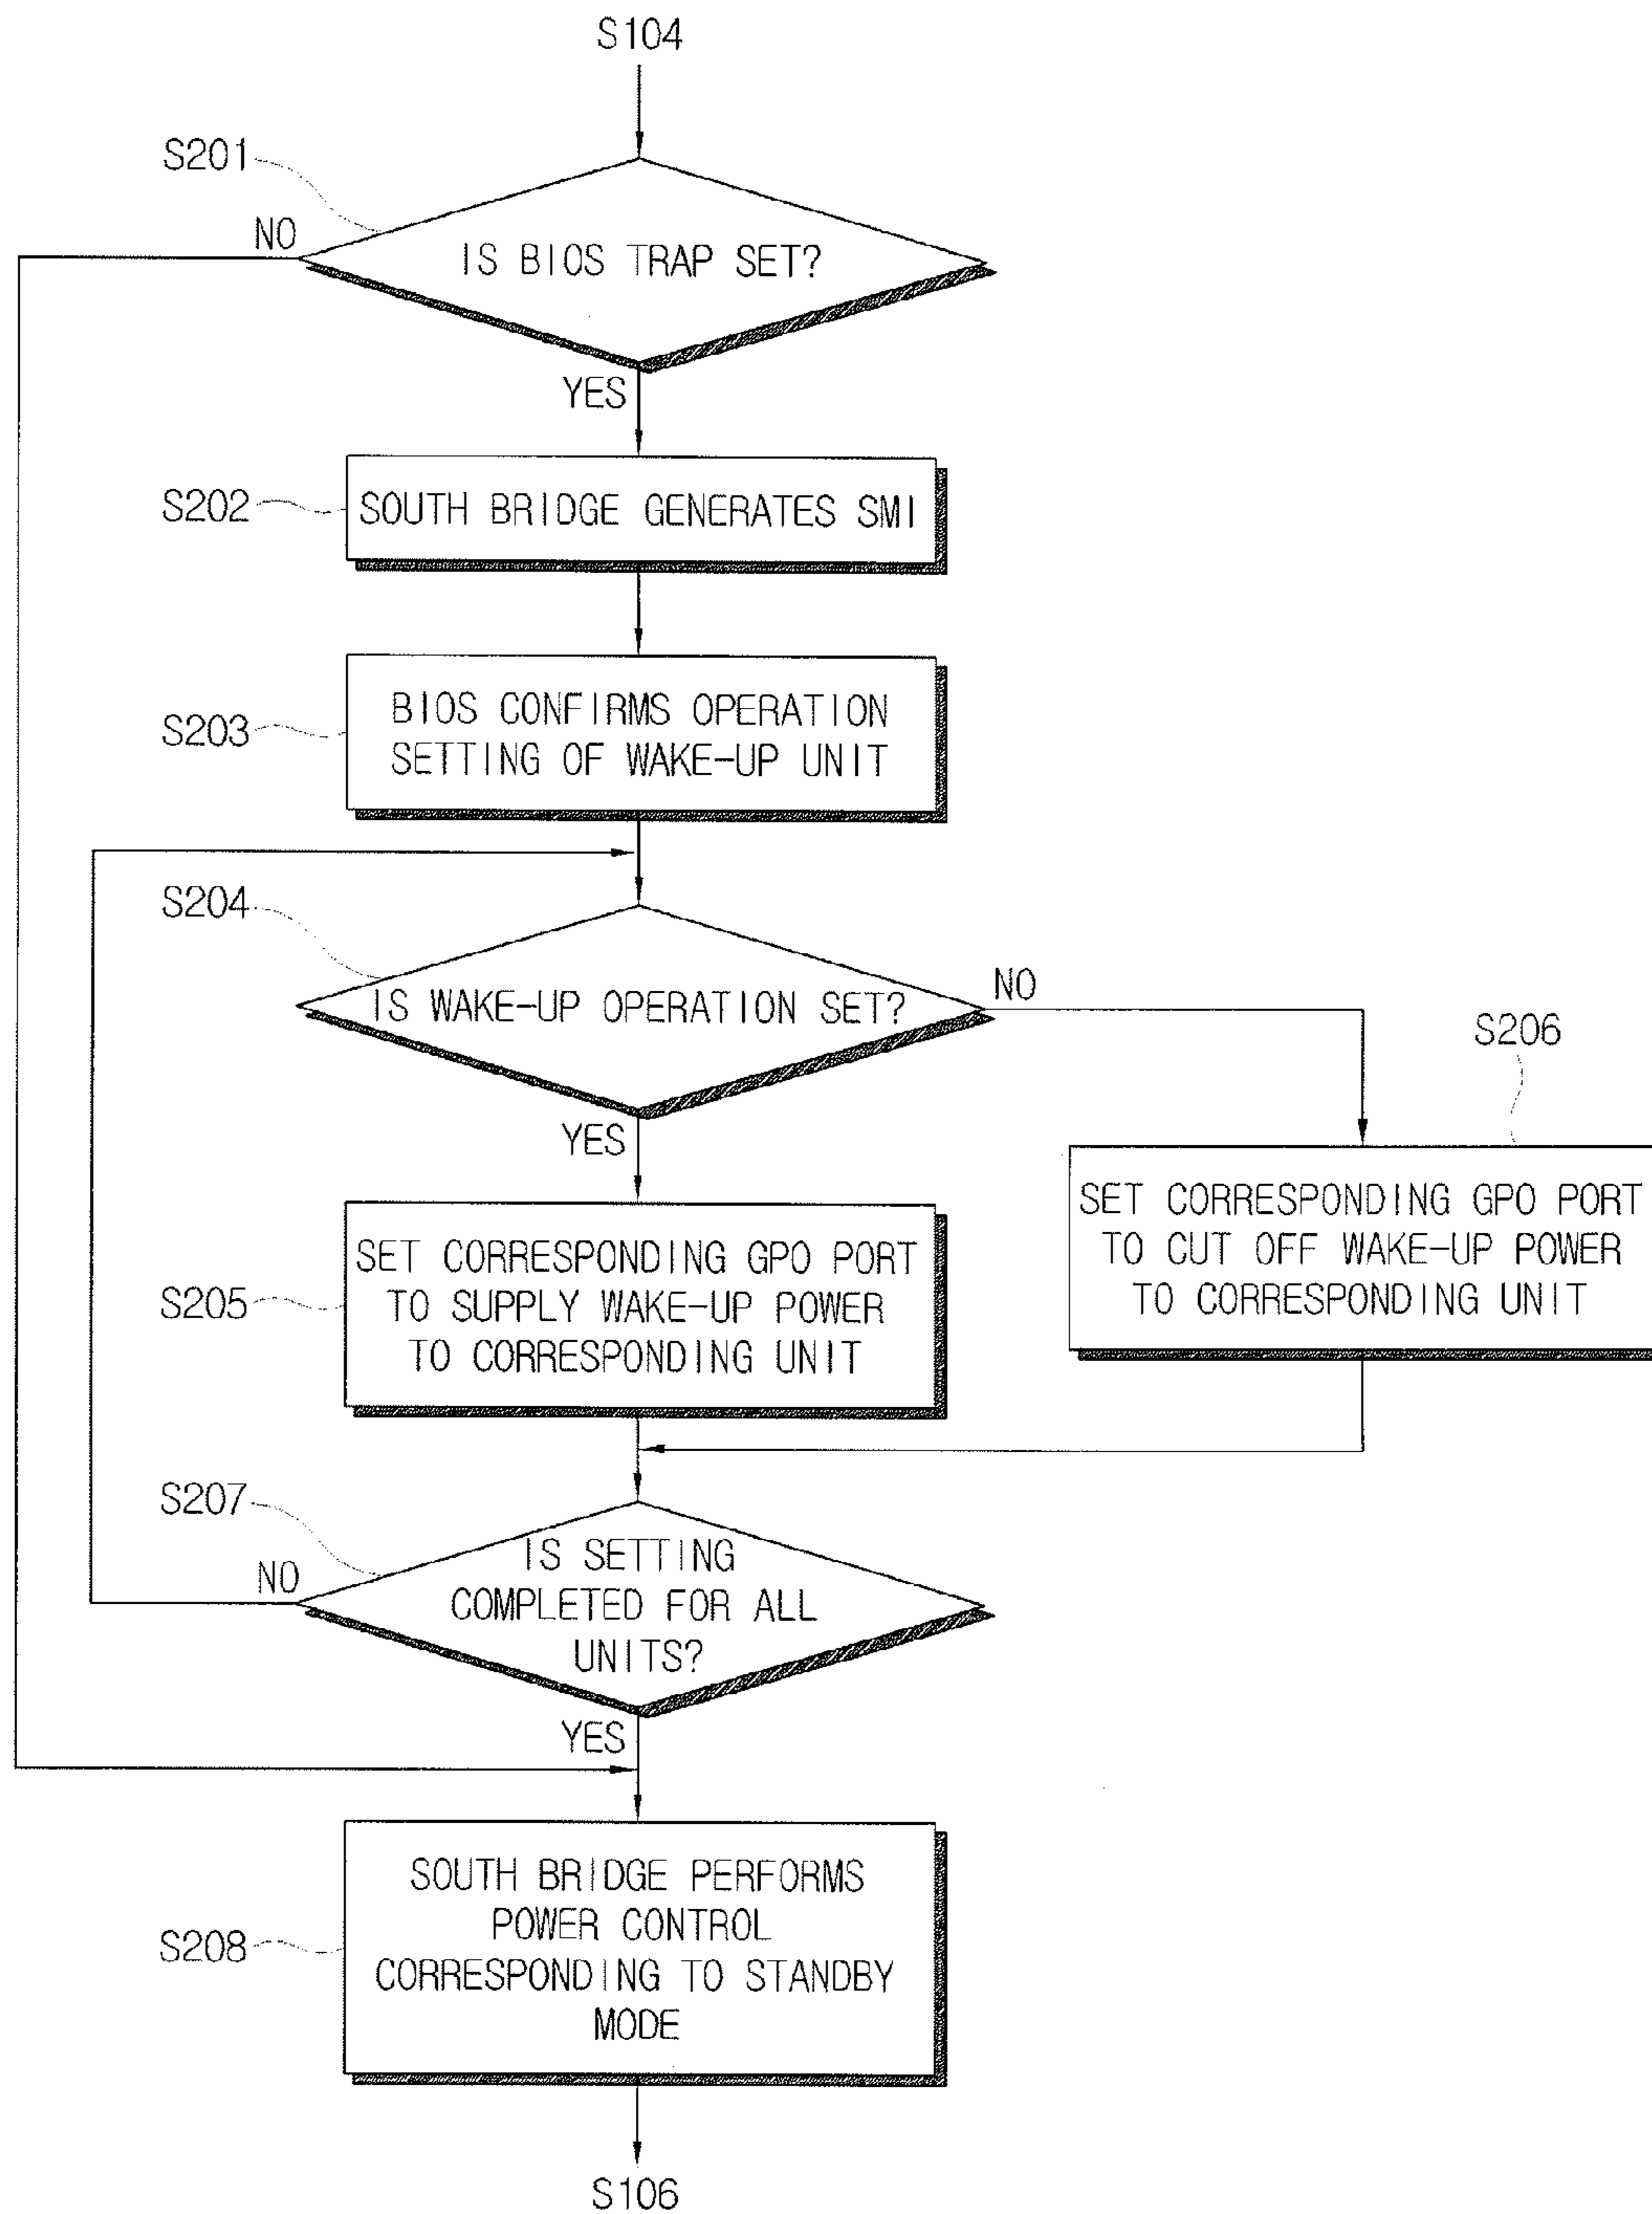 S104
S201
NO
IS BIOS TRAP SET?
YES
S202
SOUTH BRIDGE GENERATES SMI
S203
BIOS CONFIRMS OPERATION
SETTING OF WAKE-UP UNIT
S204
IS WAKE-UP OPERATION SET?
NO
YES
S206
SET CORRESPONDING GPO PORT
TO CUT OFF WAKE-UP POWER
TO CORRESPONDING UNIT
S205
SET CORRESPONDING GPO PORT
TO SUPPLY WAKE-UP POWER
TO CORRESPONDING UNIT
S207
NO
IS SETTING
COMPLETED FOR ALL
UNITS?
YES
S208
SOUTH BRIDGE PERFORMS
POWER CONTROL
CORRESPONDING TO STANDBY
MODE
S106